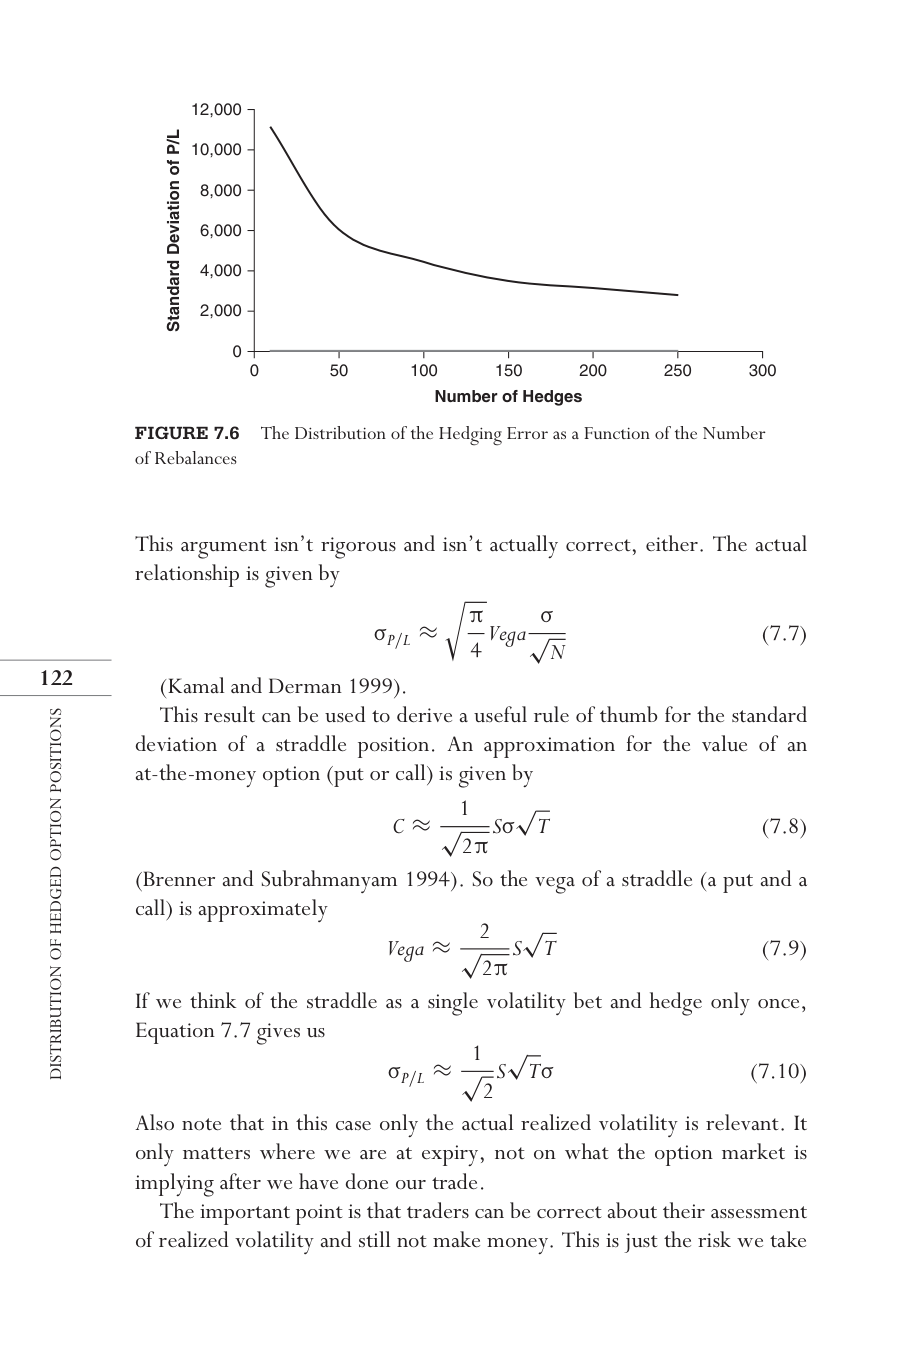 12,000
10,000
8,000
6,000
4,000
2,000
0
Standard Deviation of P/L
0 50 100 150 200 250 300
Number of Hedges
FIGURE 7.6 The Distribution of the Hedging Error as a Function of the Number
of Rebalances
This argument isn’t rigorous and isn’t actually correct, either. The actual
relationship is given by
σ_{P/L} ≈ √(π/4) Vega σ/√N (7.7)
(Kamal and Derman 1999).
This result can be used to derive a useful rule of thumb for the standard
deviation of a straddle position. An approximation for the value of an
at-the-money option (put or call) is given by
C ≈ 1/√(2π) Sσ√T (7.8)
(Brenner and Subrahmanyam 1994). So the vega of a straddle (a put and a
call) is approximately
Vega ≈ 2/√(2π) S√T (7.9)
If we think of the straddle as a single volatility bet and hedge only once,
Equation 7.7 gives us
σ_{P/L} ≈ 1/√2 S√Tσ (7.10)
Also note that in this case only the actual realized volatility is relevant. It
only matters where we are at expiry, not on what the option market is
implying after we have done our trade.
The important point is that traders can be correct about their assessment
of realized volatility and still not make money. This is just the risk we take
122
DISTRIBUTION OF HEDGED OPTION POSITIONS